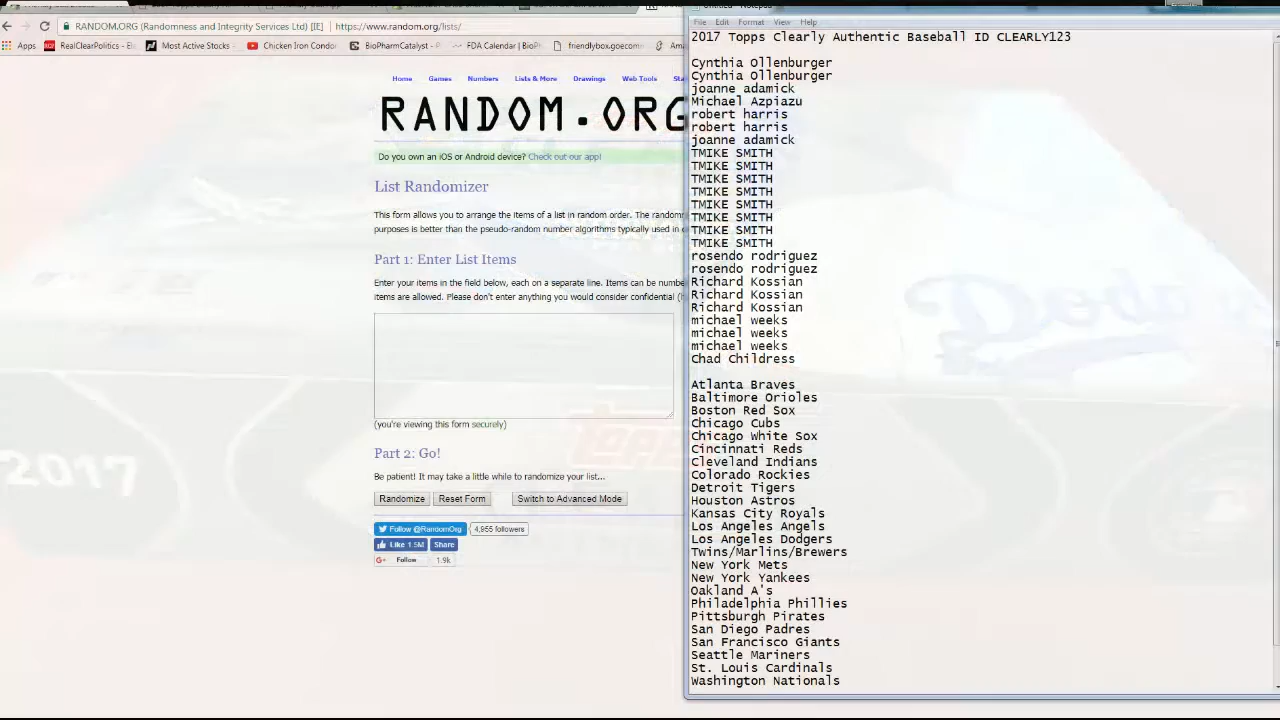 RANDOM.ORG (Randomness and Integrity Services Ltd) [IE]
https://www.random.org/lists/
Apps
RealClearPolitics - El
Most Active Stocks
Chicken Iron Condor
BioPharmCatalyst - P
FDA Calendar | BioP
friendlybox.goecomm
Ama
Home
Games
Numbers
Lists & More
Drawings
Web Tools
RANDOM.ORG
Do you own an iOS or Android device? Check out our app!
List Randomizer
This form allows you to arrange the items of a list in random order. The random
purposes is better than the pseudo-random number algorithms typically used in
Part 1: Enter List Items
Enter your items in the field below, each on a separate line. Items can be numbe
items are allowed. Please don't enter anything you would consider confidential
(you're viewing this form securely)
Part 2: Go!
Be patient! It may take a little while to randomize your list...
Randomize
Reset Form
Switch to Advanced Mode
Follow @RandomOrg
4,955 followers
Like 1.5M
Share
G+ Follow
1.9k
2017
Untitled - Notepad
File Edit Format View Help
2017 Topps Clearly Authentic Baseball ID CLEARLY123
Cynthia Ollenburger
Cynthia Ollenburger
joanne adamick
Michael Azpiazu
robert harris
robert harris
joanne adamick
TMIKE SMITH
TMIKE SMITH
TMIKE SMITH
TMIKE SMITH
TMIKE SMITH
TMIKE SMITH
TMIKE SMITH
TMIKE SMITH
rosendo rodriguez
rosendo rodriguez
Richard Kossian
Richard Kossian
Richard Kossian
michael weeks
michael weeks
michael weeks
Chad Childress
Atlanta Braves
Baltimore Orioles
Boston Red Sox
Chicago Cubs
Chicago White Sox
Cincinnati Reds
Cleveland Indians
Colorado Rockies
Detroit Tigers
Houston Astros
Kansas City Royals
Los Angeles Angels
Los Angeles Dodgers
Twins/Marlins/Brewers
New York Mets
New York Yankees
Oakland A's
Philadelphia Phillies
Pittsburgh Pirates
San Diego Padres
San Francisco Giants
Seattle Mariners
St. Louis Cardinals
Washington Nationals